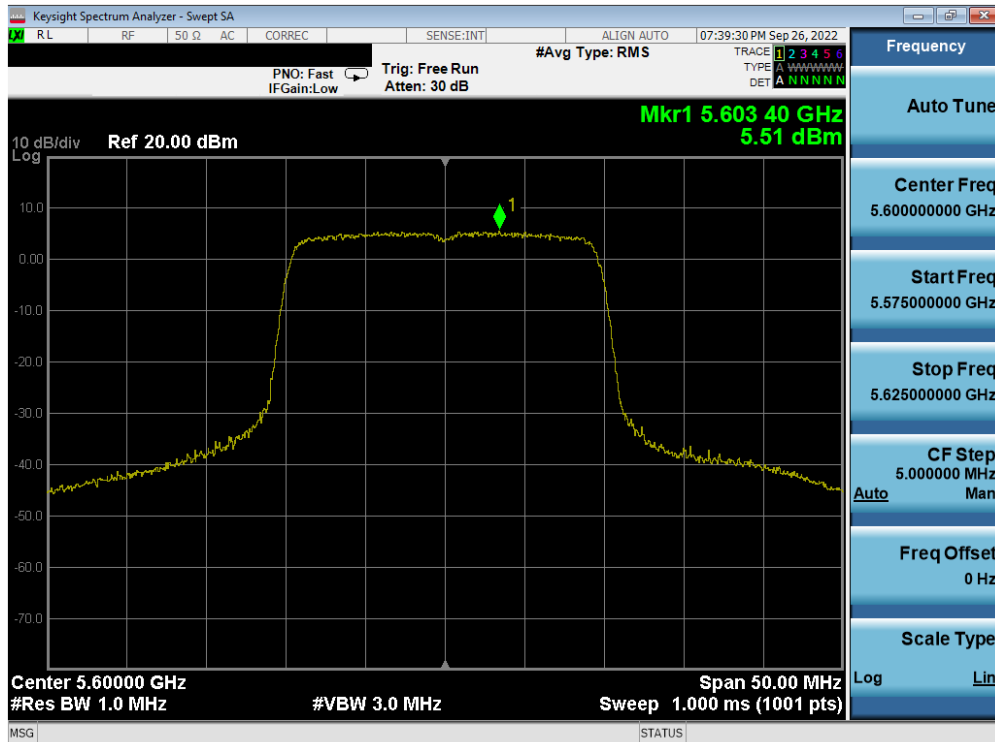 Keysight Spectrum Analyzer - Swept SA
LXI RL RF 50 Ω AC CORREC SENSE:INT ALIGN AUTO 07:39:30 PM Sep 26, 2022
#Avg Type: RMS
TRACE 1 2 3 4 5 6
TYPE A WWWWW
DET A N N N N N
PNO: Fast
IFGain:Low
Trig: Free Run
Atten: 30 dB
Mkr1 5.603 40 GHz
5.51 dBm
10 dB/div
Log
Ref 20.00 dBm
1
10.0
0.00
-10.0
-20.0
-30.0
-40.0
-50.0
-60.0
-70.0
Center 5.60000 GHz
#Res BW 1.0 MHz
#VBW 3.0 MHz
Span 50.00 MHz
Sweep 1.000 ms (1001 pts)
MSG
STATUS
Frequency
Auto Tune
Center Freq
5.600000000 GHz
Start Freq
5.575000000 GHz
Stop Freq
5.625000000 GHz
CF Step
5.000000 MHz
Auto Man
Freq Offset
0 Hz
Scale Type
Log Lin